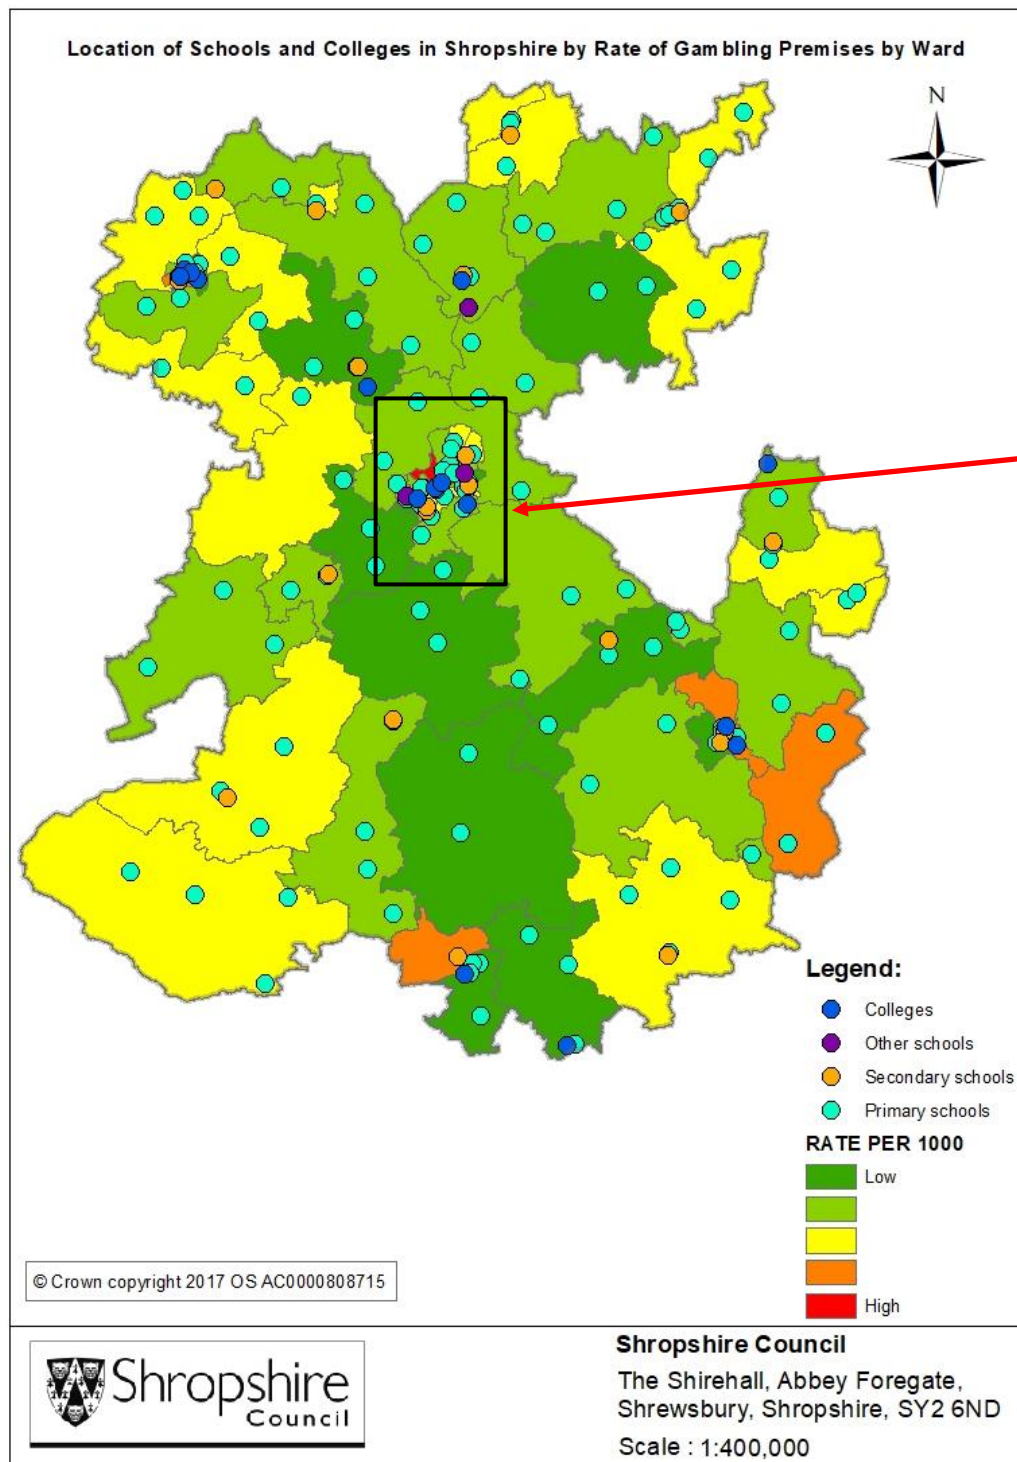 Location of Schools and Colleges in Shropshire by Rate of Gambling Premises by Ward
N
Legend:
Colleges
Other schools
Secondary schools
Primary schools
RATE PER 1000
Low
High
© Crown copyright 2017 OS AC0000808715
Shropshire
Council
Shropshire Council
The Shirehall, Abbey Foregate,
Shrewsbury, Shropshire, SY2 6ND
Scale : 1:400,000